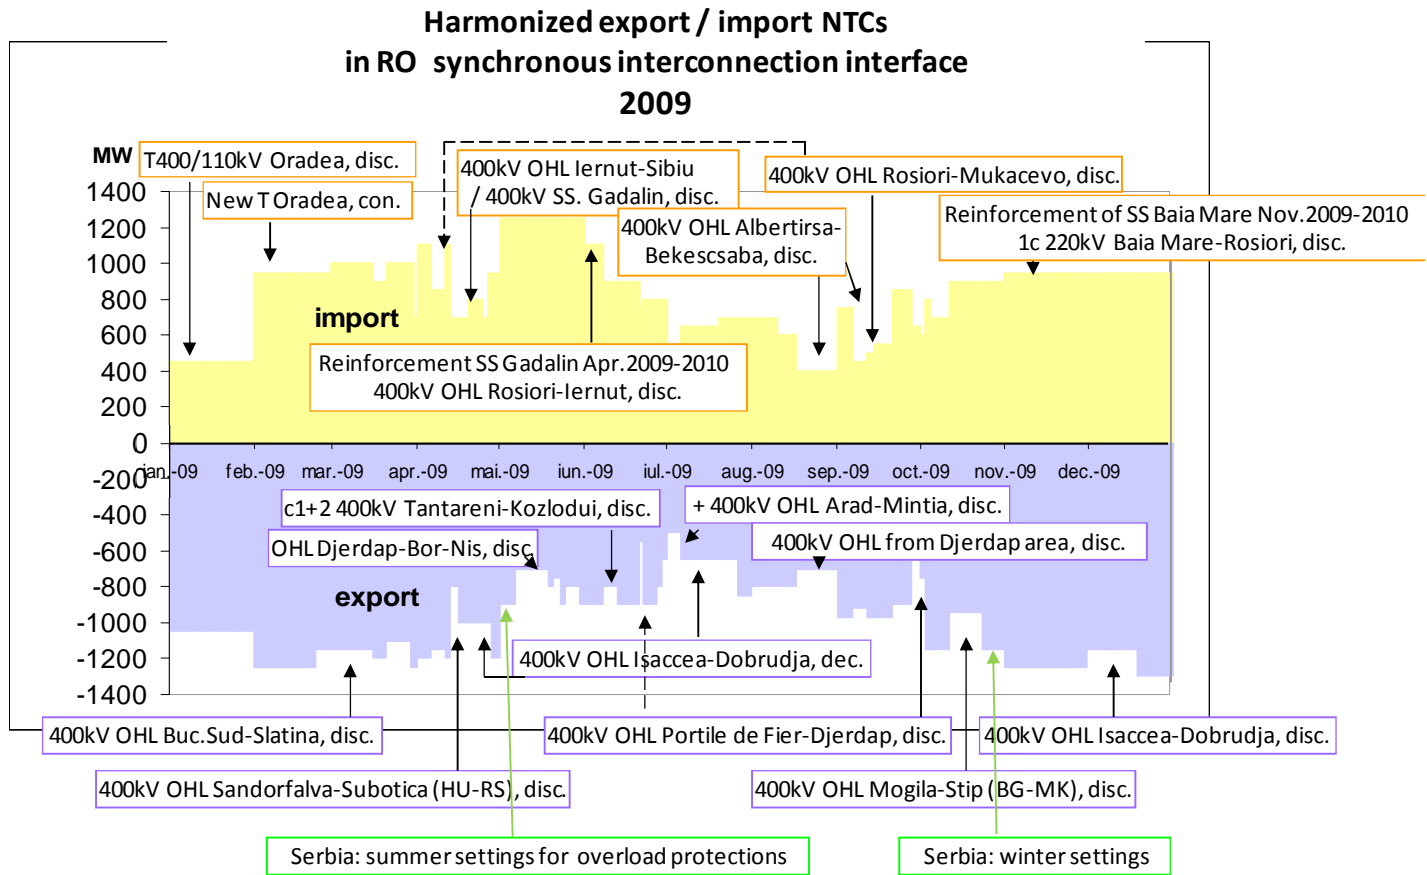 Harmonized export / import NTCs
in RO synchronous interconnection interface
2009
MW
T400/110kV Oradea, disc.
New T Oradea, con.
400kV OHL Iernut-Sibiu
/ 400kV SS. Gadalin, disc.
400kV OHL Albertirsa-
Bekescsaba, disc.
400kV OHL Rosiori-Mukacevo, disc.
Reinforcement of SS Baia Mare Nov.2009-2010
1c 220kV Baia Mare-Rosiori, disc.
1400
1200
1000
800
600
400
200
0
-200
-400
-600
-800
-1000
-1200
-1400
import
Reinforcement SS Gadalin Apr.2009-2010
400kV OHL Rosiori-Iernut, disc.
jan.-09 feb.-09 mar.-09 apr.-09 mai.-09 iun.-09 iul.-09 aug.-09 sep.-09 oct.-09 nov.-09 dec.-09
c1+2 400kV Tantareni-Kozlodui, disc.
+ 400kV OHL Arad-Mintia, disc.
OHL Djerdap-Bor-Nis, disc
400kV OHL from Djerdap area, disc.
export
400kV OHL Isaccea-Dobrudja, dec.
400kV OHL Buc.Sud-Slatina, disc.
400kV OHL Portile de Fier-Djerdap, disc.
400kV OHL Isaccea-Dobrudja, disc.
400kV OHL Sandorfalva-Subotica (HU-RS), disc.
400kV OHL Mogila-Stip (BG-MK), disc.
Serbia: summer settings for overload protections
Serbia: winter settings